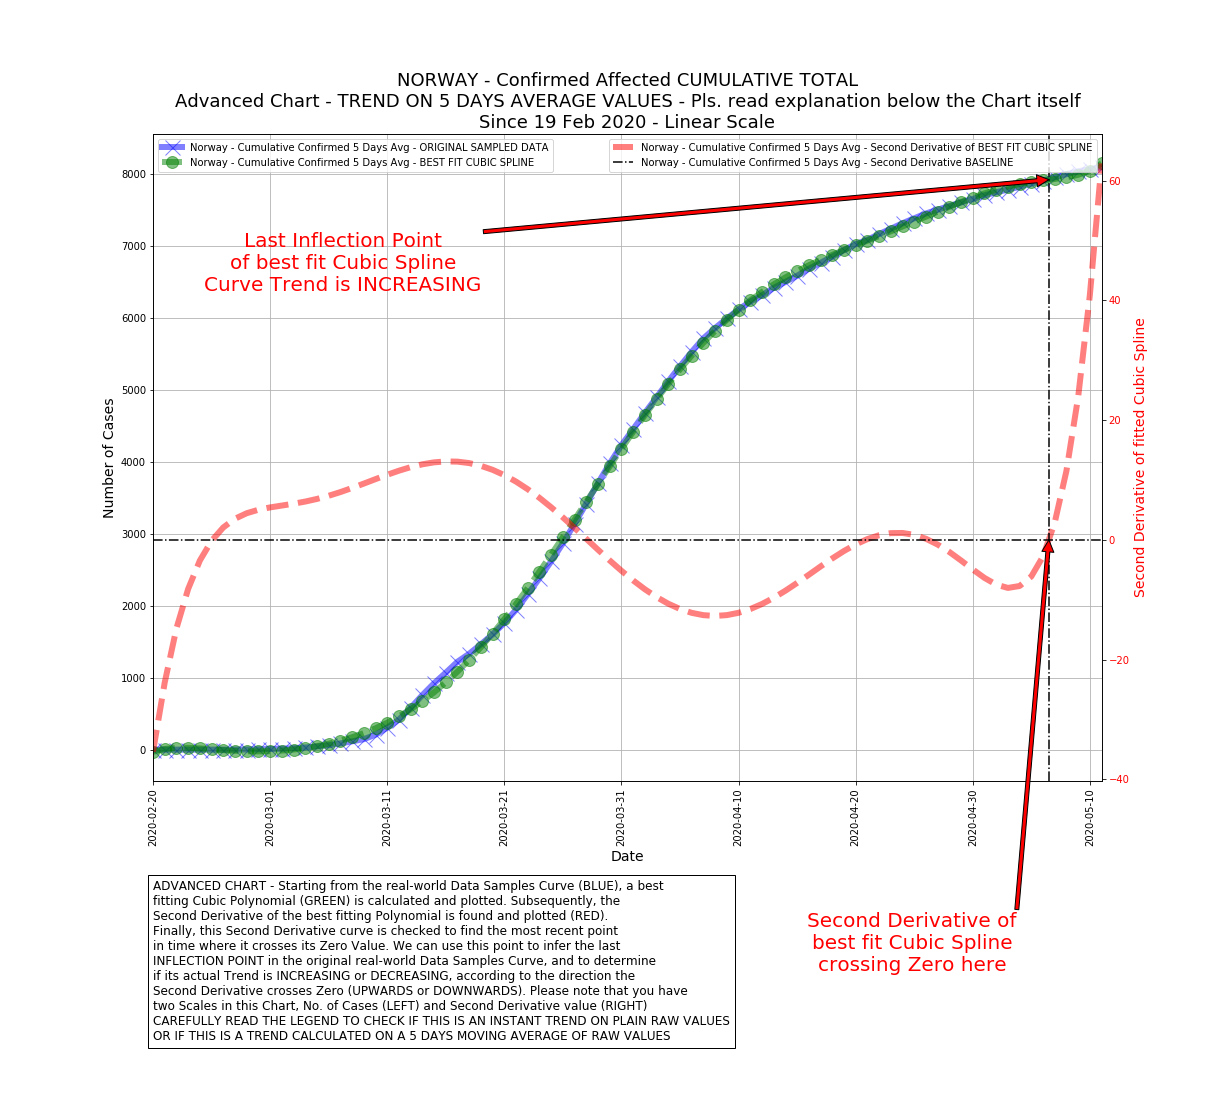 NORWAY - Confirmed Affected CUMULATIVE TOTAL
Advanced Chart - TREND ON 5 DAYS AVERAGE VALUES - Pls. read explanation below the Chart itself
Since 19 Feb 2020 - Linear Scale
Norway - Cumulative Confirmed 5 Days Avg - ORIGINAL SAMPLED DATA
Norway - Cumulative Confirmed 5 Days Avg - BEST FIT CUBIC SPLINE
Norway - Cumulative Confirmed 5 Days Avg - Second Derivative of BEST FIT CUBIC SPLINE
Norway - Cumulative Confirmed 5 Days Avg - Second Derivative BASELINE
Last Inflection Point
of best fit Cubic Spline
Curve Trend is INCREASING
Number of Cases
8000
7000
6000
5000
4000
3000
2000
1000
0
60
40
20
0
−20
−40
Second Derivative of fitted Cubic Spline
2020-02-20
2020-03-01
2020-03-11
2020-03-21
2020-03-31
2020-04-10
2020-04-20
2020-04-30
2020-05-10
Date
ADVANCED CHART - Starting from the real-world Data Samples Curve (BLUE), a best
fitting Cubic Polynomial (GREEN) is calculated and plotted. Subsequently, the
Second Derivative of the best fitting Polynomial is found and plotted (RED).
Finally, this Second Derivative curve is checked to find the most recent point
in time where it crosses its Zero Value. We can use this point to infer the last
INFLECTION POINT in the original real-world Data Samples Curve, and to determine
if its actual Trend is INCREASING or DECREASING, according to the direction the
Second Derivative crosses Zero (UPWARDS or DOWNWARDS). Please note that you have
two Scales in this Chart, No. of Cases (LEFT) and Second Derivative value (RIGHT)
CAREFULLY READ THE LEGEND TO CHECK IF THIS IS AN INSTANT TREND ON PLAIN RAW VALUES
OR IF THIS IS A TREND CALCULATED ON A 5 DAYS MOVING AVERAGE OF RAW VALUES
Second Derivative of
best fit Cubic Spline
crossing Zero here